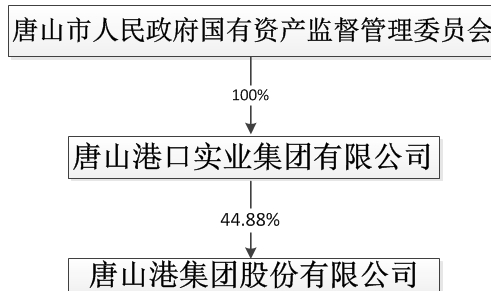 唐山市人民政府国有资产监督管理委员会
100%
唐山港口实业集团有限公司
44.88%
唐山港集团股份有限公司